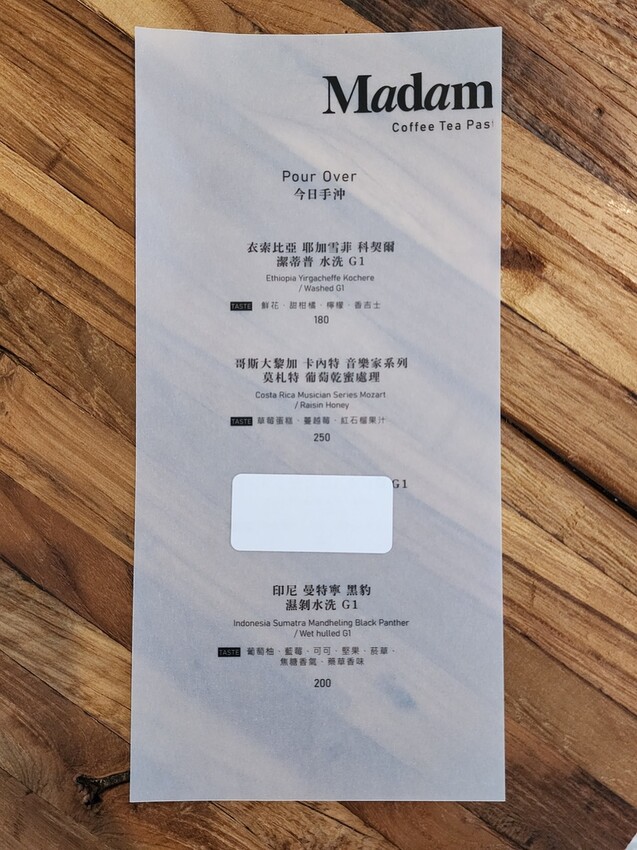 Madam
Coffee Tea Pas
Pour Over
今日手沖
衣索比亞 耶加雪菲 科契爾
潔蒂普 水洗 G1
Ethiopia Yirgacheffe Kochere
/ Washed G1
TASTE 鮮花、甜柑橘、檸檬、香吉士
180
哥斯大黎加 卡內特 音樂家系列
莫札特 葡萄乾蜜處理
Costa Rica Musician Series Mozart
/ Raisin Honey
TASTE 草莓蛋糕、蔓越莓、紅石榴果汁
250
G1
印尼 曼特寧 黑豹
濕剝水洗 G1
Indonesia Sumatra Mandheling Black Panther
/ Wet hulled G1
TASTE 葡萄柚、藍莓、可可、堅果、菸草、
焦糖香氣、藥草香味
200